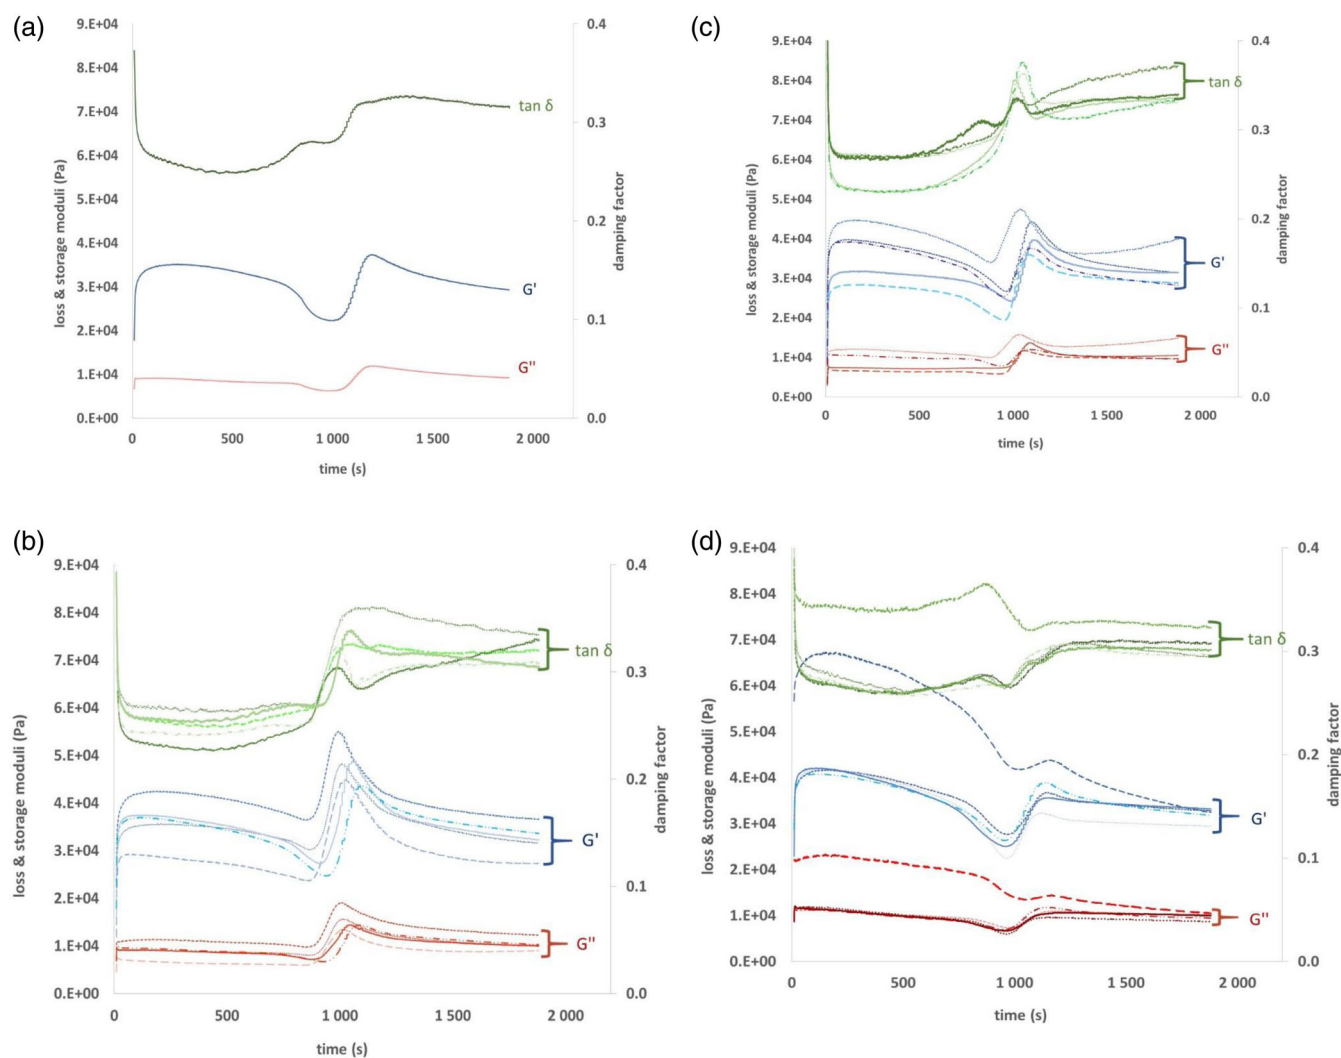 (a)
9.E+04
8.E+04
7.E+04
6.E+04
5.E+04
4.E+04
3.E+04
2.E+04
1.E+04
0.E+00
loss & storage moduli (Pa)
0.4
0.3
0.2
0.1
0.0
damping factor
tan δ
G'
G"
0
500
1 000
1 500
2 000
time (s)
(c)
9.E+04
8.E+04
7.E+04
6.E+04
5.E+04
4.E+04
3.E+04
2.E+04
1.E+04
0.E+00
loss & storage moduli (Pa)
0.4
0.3
0.2
0.1
0.0
damping factor
tan δ
G'
G"
0
500
1 000
1 500
2 000
time (s)
(b)
9.E+04
8.E+04
7.E+04
6.E+04
5.E+04
4.E+04
3.E+04
2.E+04
1.E+04
0.E+00
loss & storage moduli (Pa)
0.4
0.3
0.2
0.1
0.0
damping factor
tan δ
G'
G"
0
500
1 000
1 500
2 000
time (s)
(d)
9.E+04
8.E+04
7.E+04
6.E+04
5.E+04
4.E+04
3.E+04
2.E+04
1.E+04
0.E+00
loss & storage moduli (Pa)
0.4
0.3
0.2
0.1
0.0
damping factor
tan δ
G'
G"
0
500
1 000
1 500
2 000
time (s)